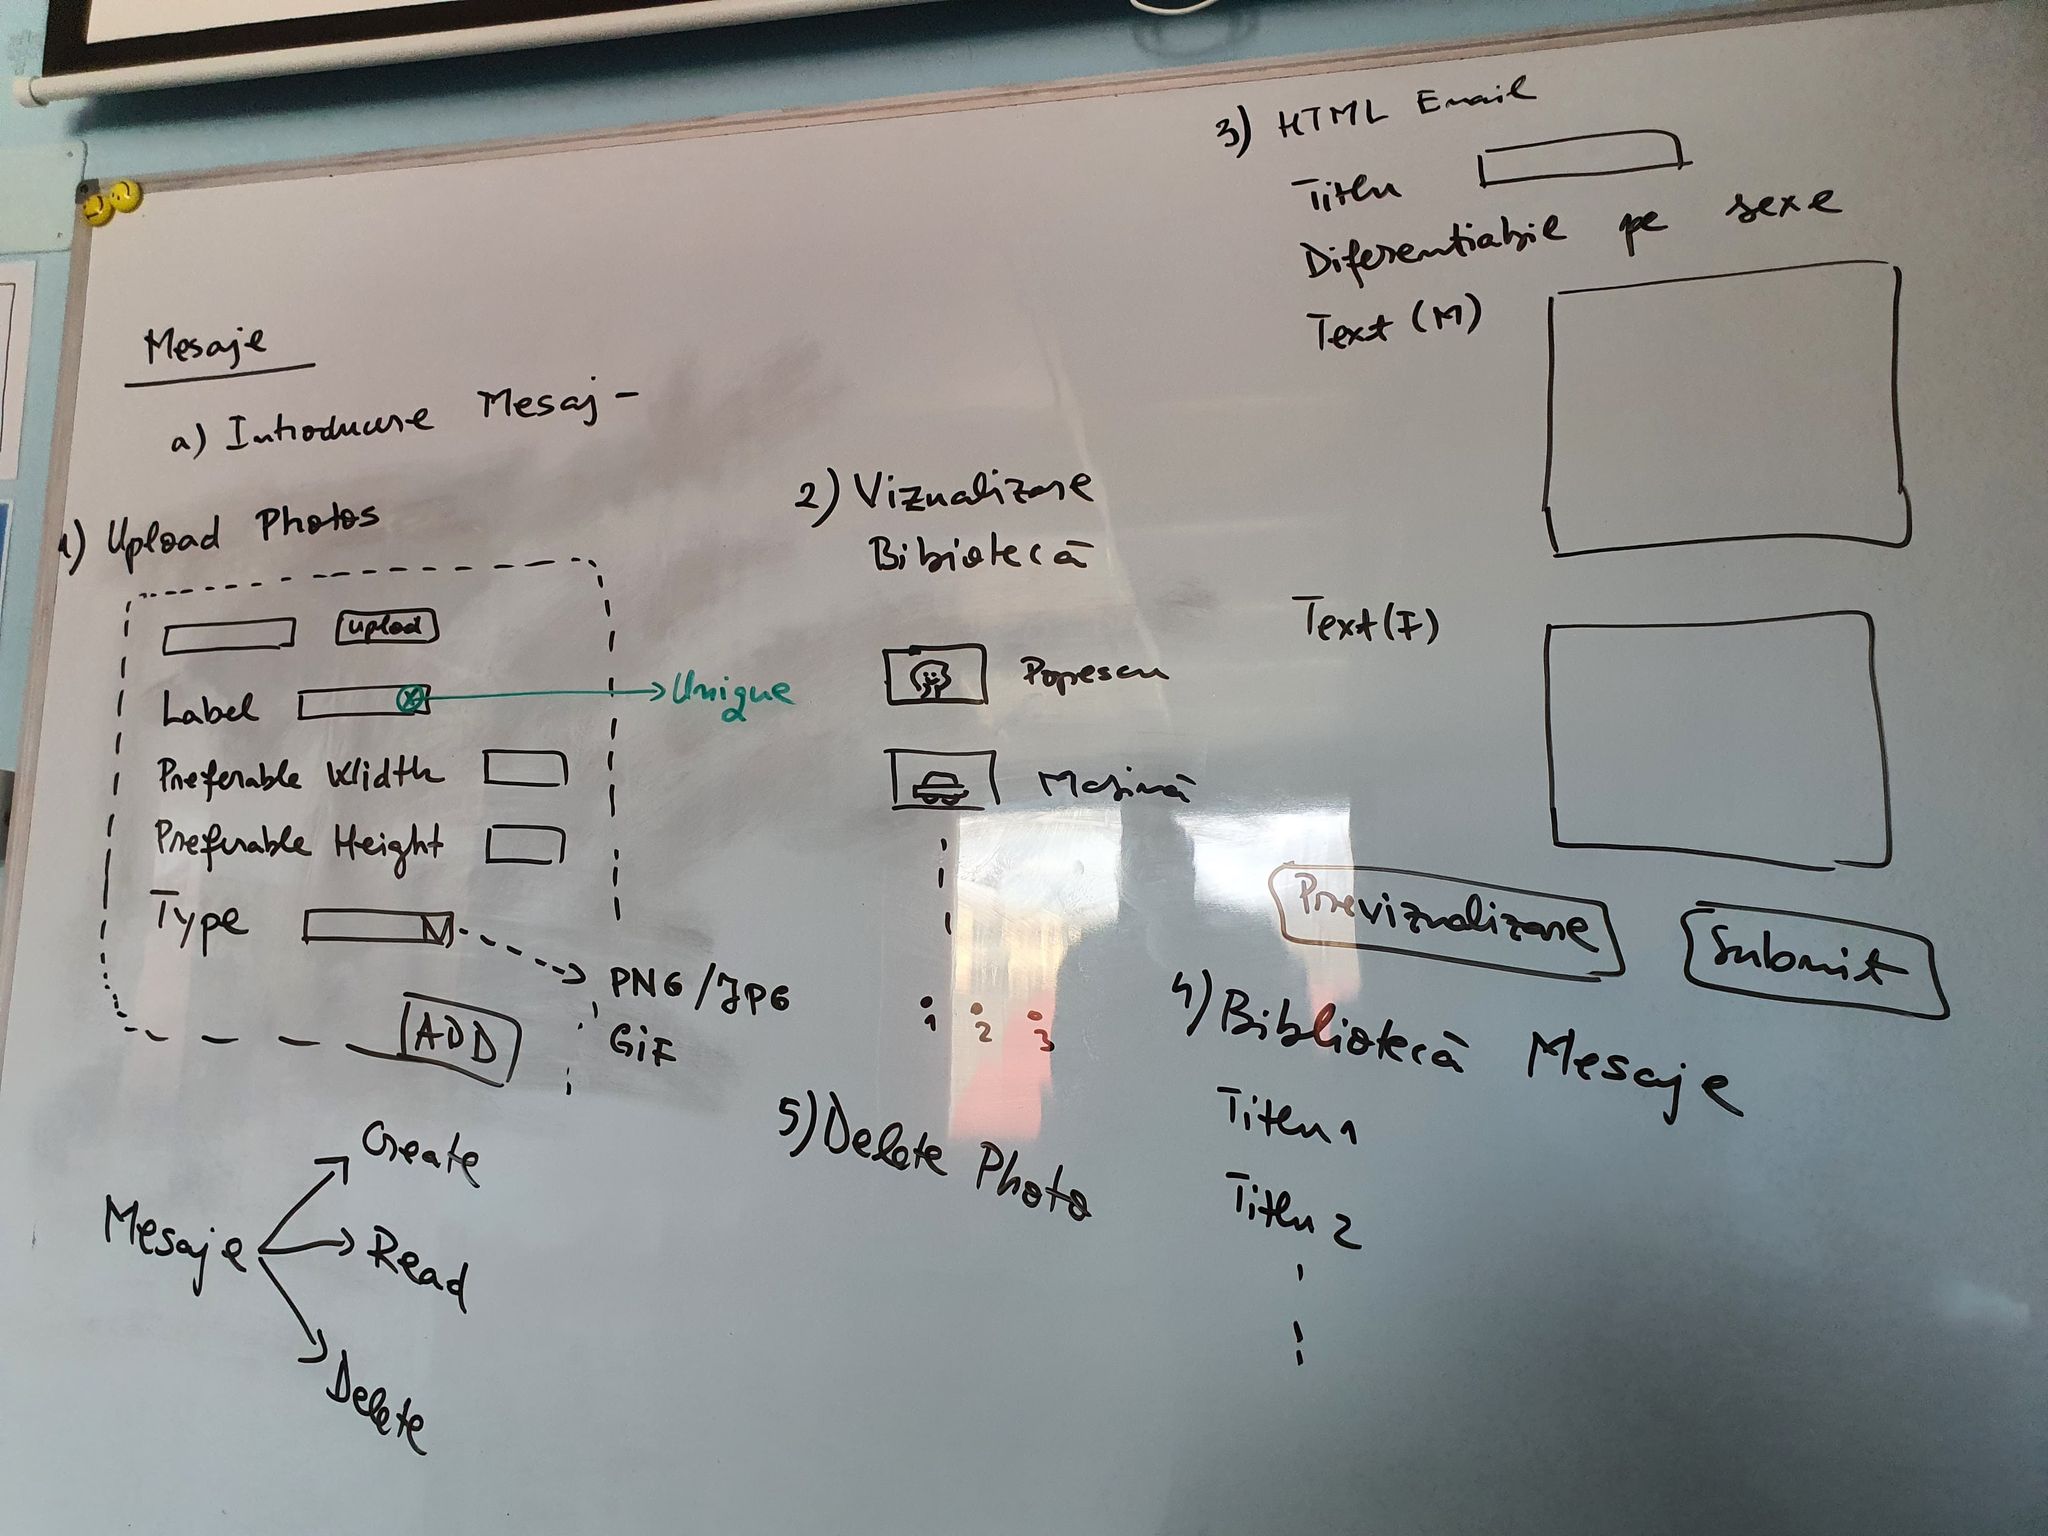 Mesaje
a) Introducere Mesaj -
1) Upload Photos
upload
Label
Unique
Preferable Width
Preferable Height
Type
PNG/JPG
GiF
ADD
Mesaje
Create
Read
Delete
2) Vizualizare
Bibiotecă
Popescu
Mașină
1 2 3
5) Delete Photo
3) HTML Email
Titlu
Diferentiabile pe sexe
Text (M)
Text (F)
Previzualizare
Submit
4) Bibliotecă Mesaje
Titlu 1
Titlu 2